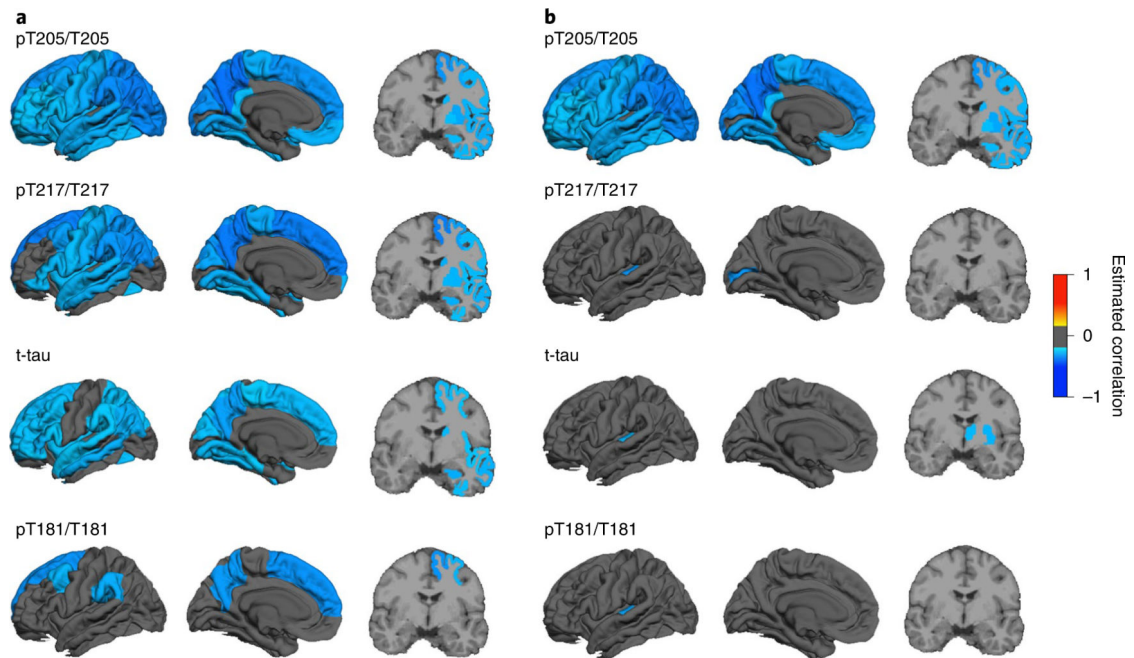 a
pT205/T205
pT217/T217
t-tau
pT181/T181
b
pT205/T205
pT217/T217
t-tau
pT181/T181
1
0
–1
Estimated correlation